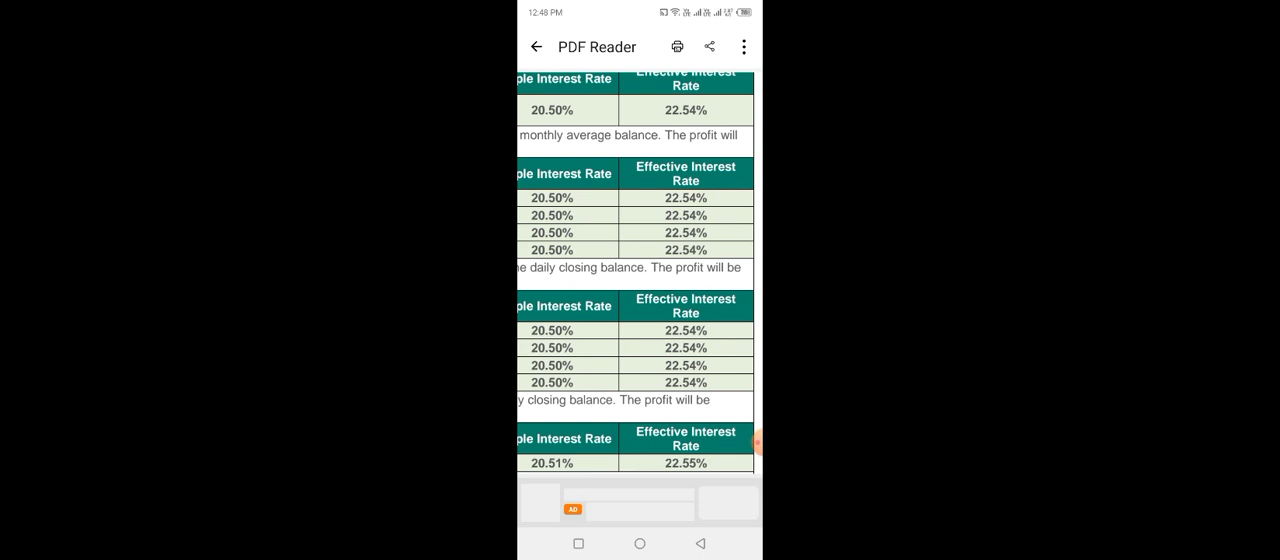 12:48 PM
PDF Reader
ple Interest Rate Effective Interest
Rate
20.50% 22.54%
monthly average balance. The profit will
ple Interest Rate Effective Interest
Rate
20.50% 22.54%
20.50% 22.54%
20.50% 22.54%
20.50% 22.54%
e daily closing balance. The profit will be
ple Interest Rate Effective Interest
Rate
20.50% 22.54%
20.50% 22.54%
20.50% 22.54%
20.50% 22.54%
y closing balance. The profit will be
ple Interest Rate Effective Interest
Rate
20.51% 22.55%
AD